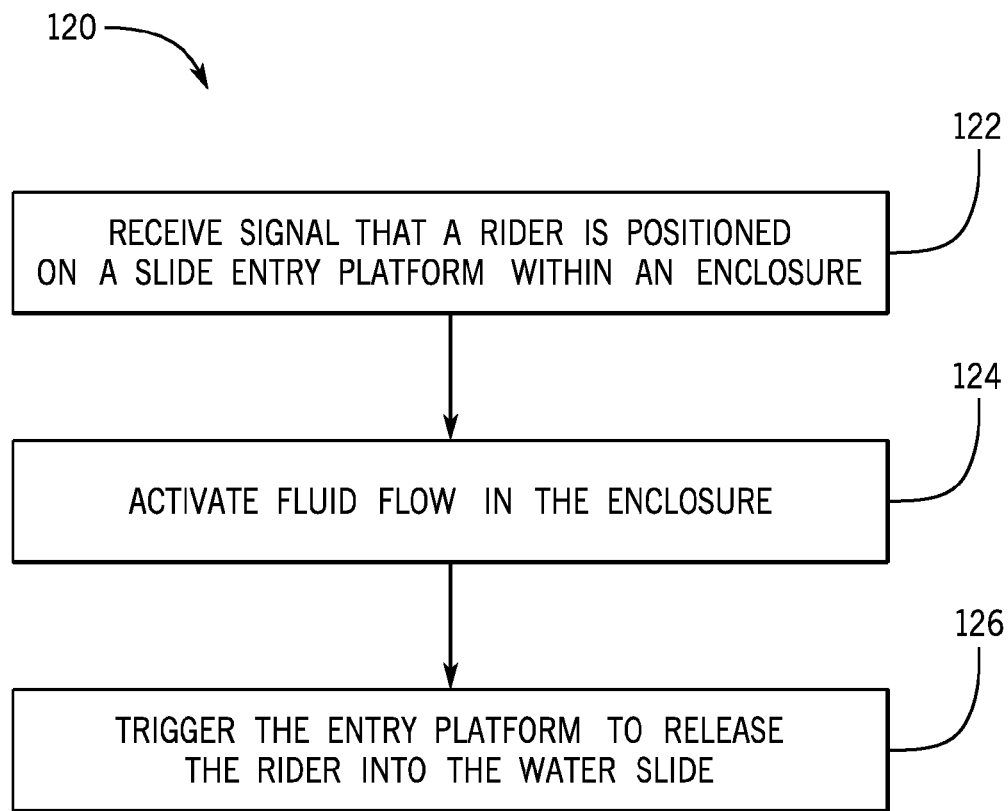 120
122
RECEIVE SIGNAL THAT A RIDER IS POSITIONED
ON A SLIDE ENTRY PLATFORM WITHIN AN ENCLOSURE
124
ACTIVATE FLUID FLOW IN THE ENCLOSURE
126
TRIGGER THE ENTRY PLATFORM TO RELEASE
THE RIDER INTO THE WATER SLIDE